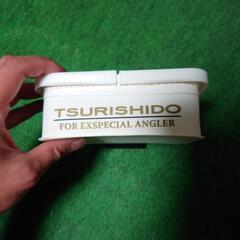 TSURISHIDO
FOR EXSPECIAL ANGLER